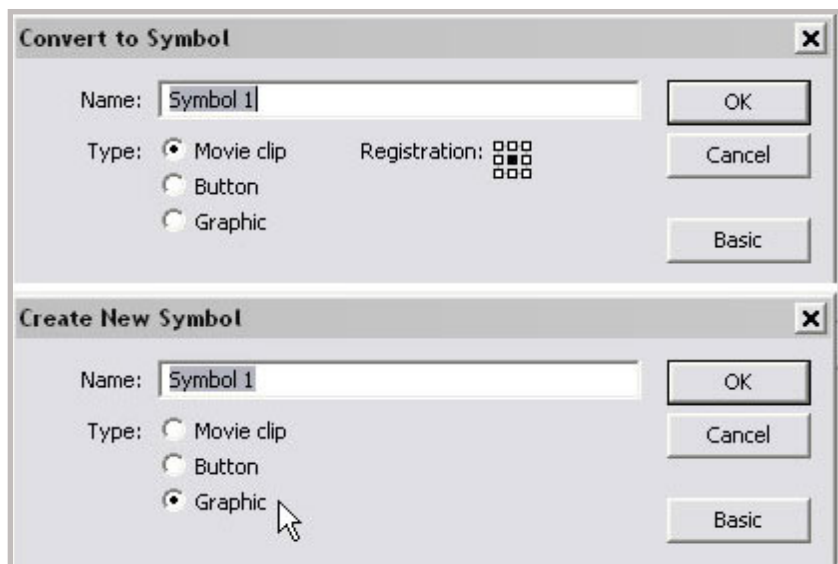 Convert to Symbol
Name: Symbol 1 OK
Type: Movie clip Registration: Cancel
Button
Graphic
Basic
Create New Symbol
Name: Symbol 1 OK
Type: Movie clip Cancel
Button
Graphic
Basic